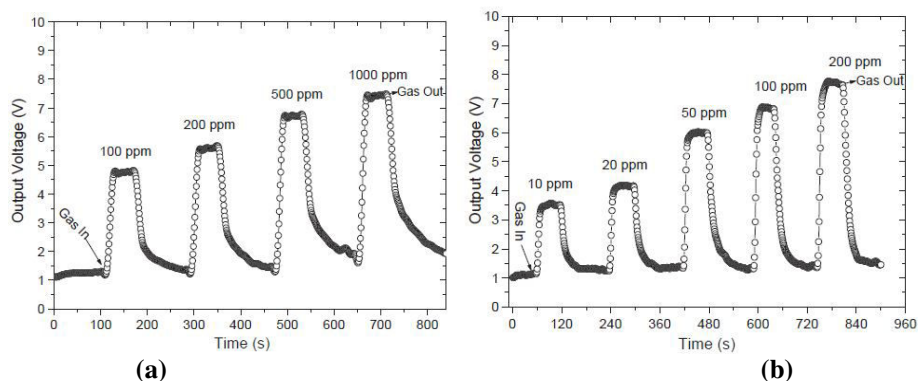 10
9
8
7
6
5
4
3
2
1
0
Output Voltage (V)
Gas In
100 ppm
200 ppm
500 ppm
1000 ppm
Gas Out
0 100 200 300 400 500 600 700 800
Time (s)
(a)
10
9
8
7
6
5
4
3
2
1
0
Output Voltage (V)
Gas In
10 ppm
20 ppm
50 ppm
100 ppm
200 ppm
Gas Out
0 120 240 360 480 600 720 840 960
Time (s)
(b)